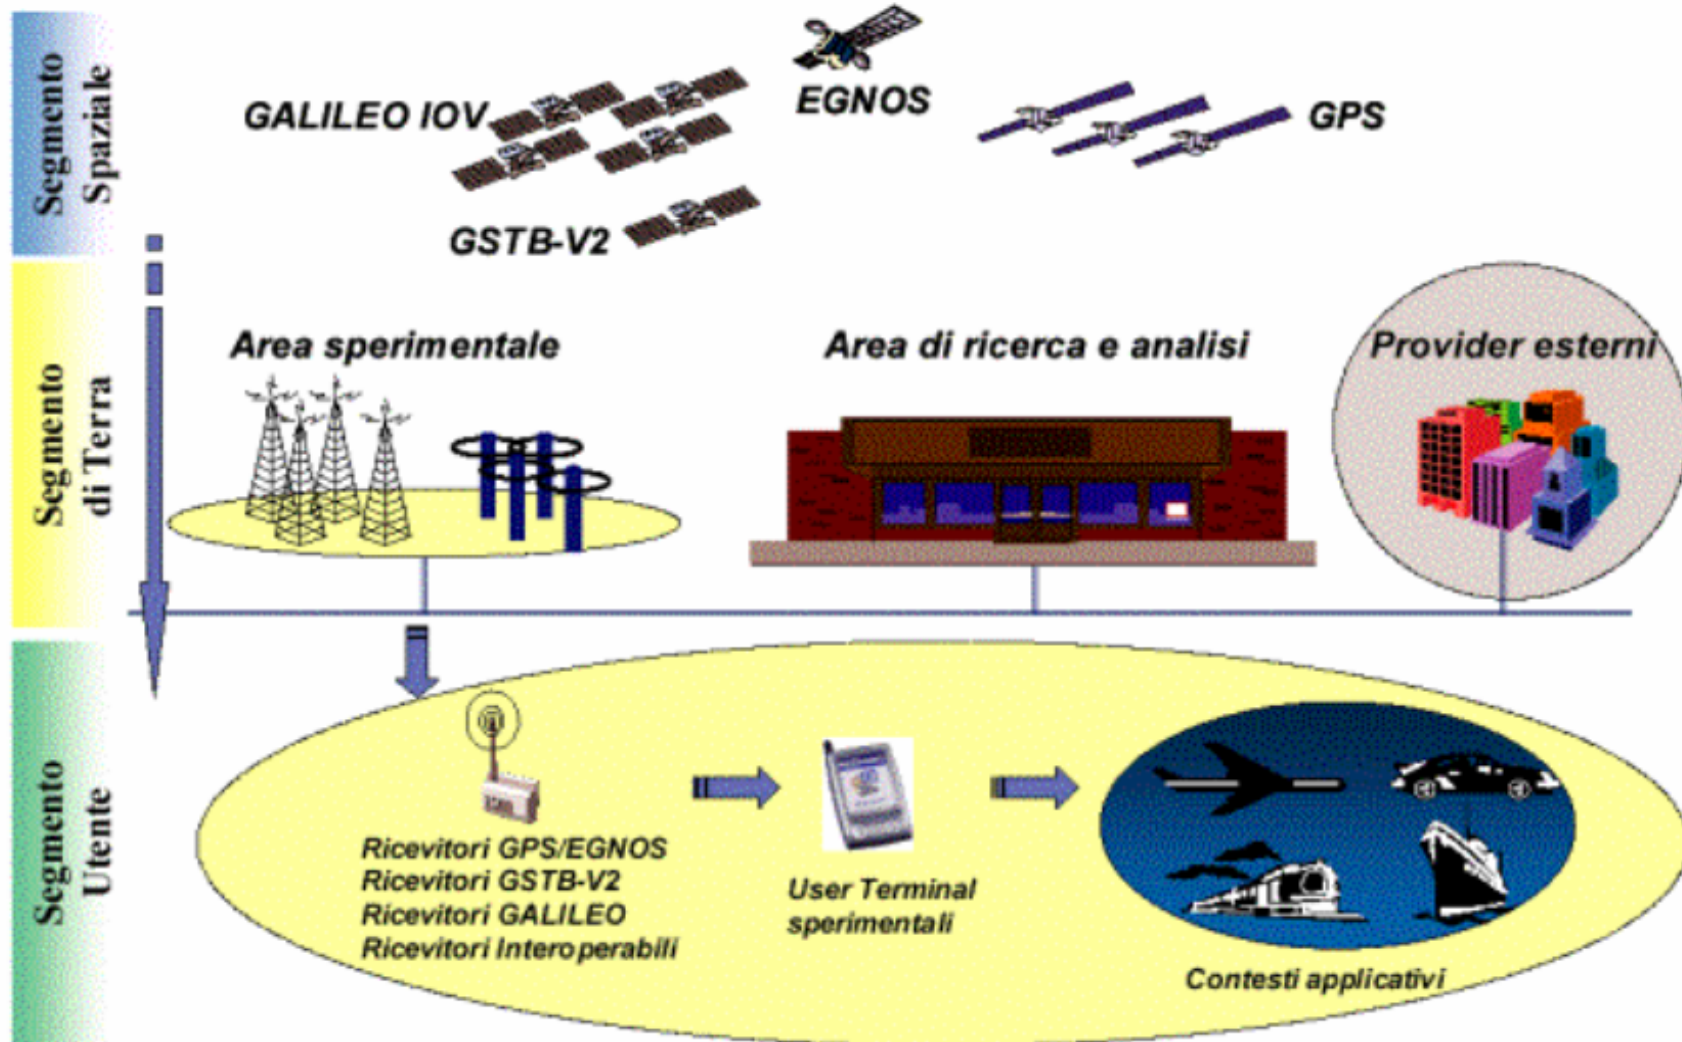 Segmento
Spaziale
GALILEO IOV
EGNOS
GPS
GSTB-V2
Segmento
di Terra
Area sperimentale
Area di ricerca e analisi
Provider esterni
Segmento
Utente
Ricevitori GPS/EGNOS
Ricevitori GSTB-V2
Ricevitori GALILEO
Ricevitori Interoperabili
User Terminal
sperimentali
Contesti applicativi